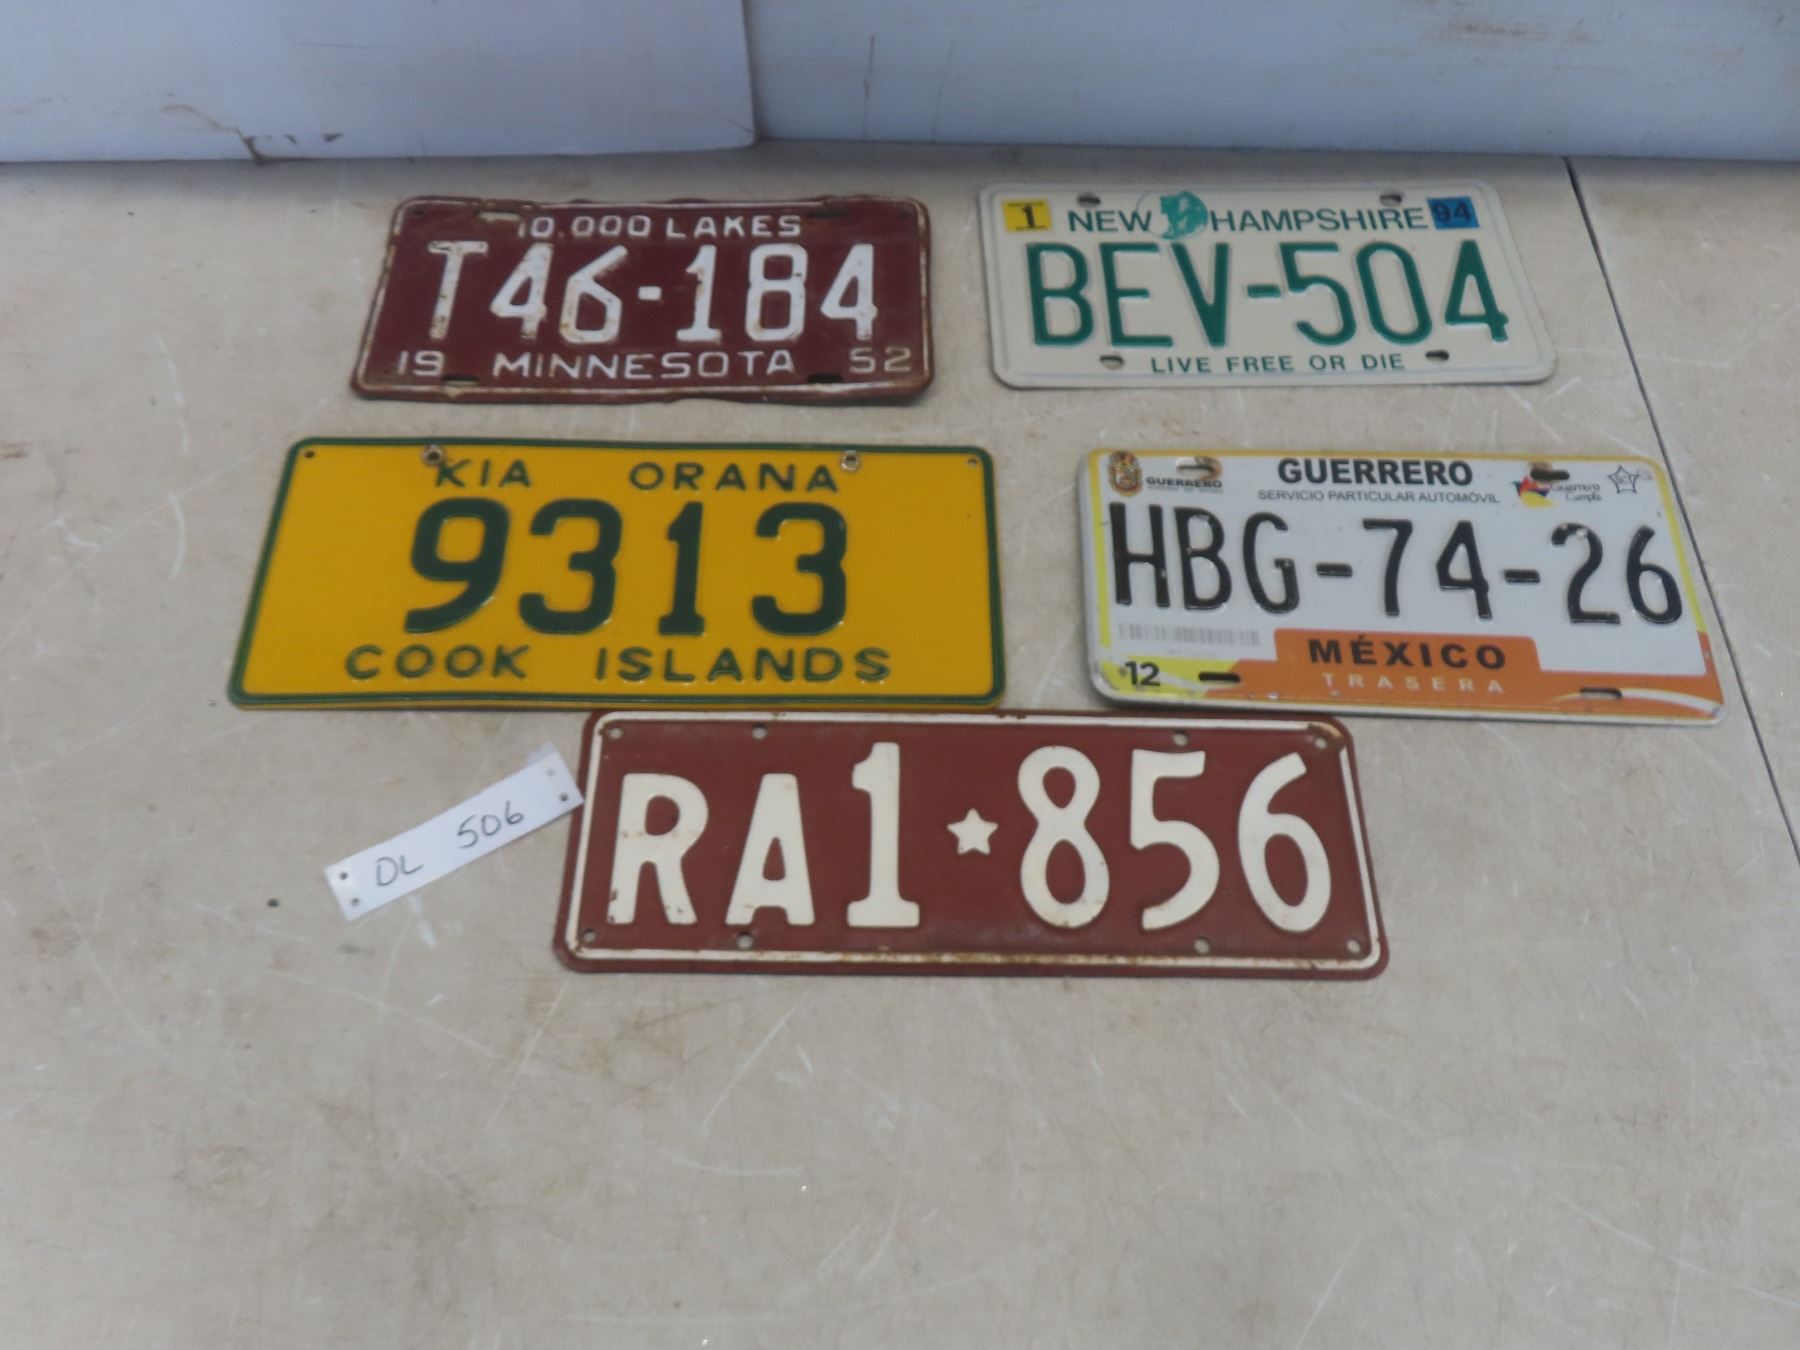 10.000 LAKES
T46-184
19 MINNESOTA 52
1 NEW HAMPSHIRE 94
BEV-504
LIVE FREE OR DIE
KIA ORANA
9313
COOK ISLANDS
GUERRERO
GUERRERO
SERVICIO PARTICULAR AUTOMÓVIL
Guerrero
Cumple
HBG-74-26
12
MÉXICO
TRASERA
DL 506
RA1★856